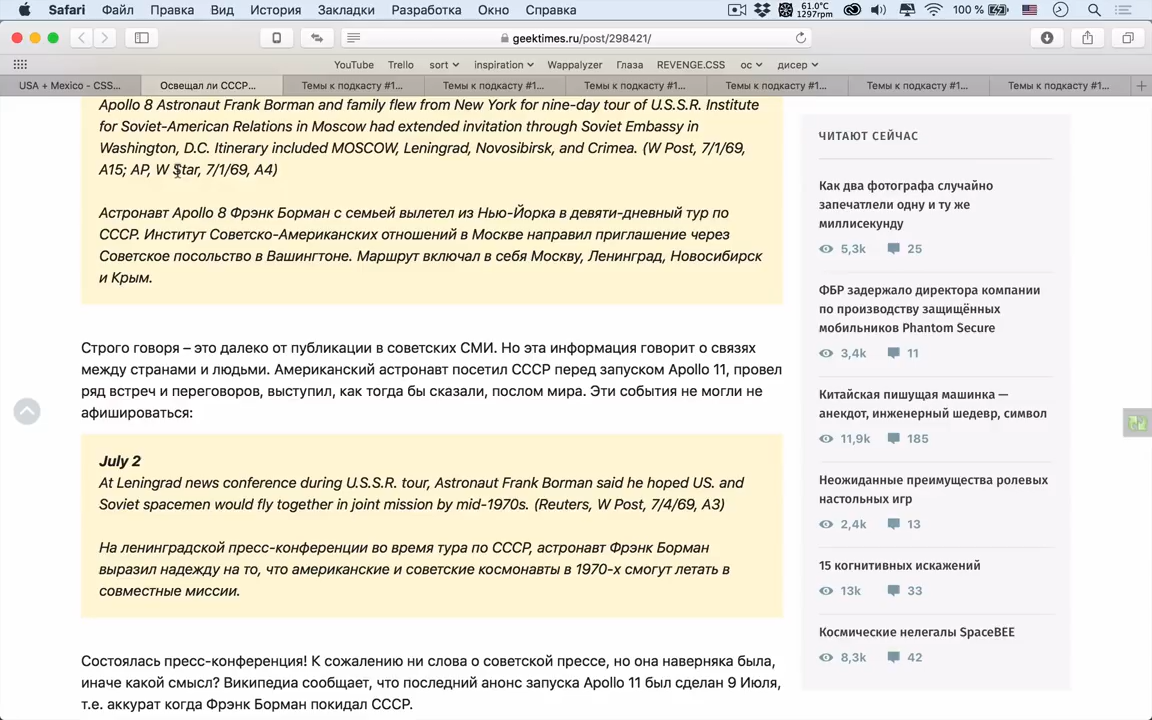 Safari Файл Правка Вид История Закладки Разработка Окно Справка 61.0°C 1297rpm 100 %
geektimes.ru/post/298421/
YouTube Trello sort inspiration Wappalyzer Глаза REVENGE.CSS ос дисер
USA + Mexico - CSS... Освещал ли СССР... Темы к подкасту #1... Темы к подкасту #1... Темы к подкасту #1... Темы к подкасту #1... Темы к подкасту #1... Темы к подкасту #1...
Apollo 8 Astronaut Frank Borman and family flew from New York for nine-day tour of U.S.S.R. Institute
for Soviet-American Relations in Moscow had extended invitation through Soviet Embassy in
Washington, D.C. Itinerary included MOSCOW, Leningrad, Novosibirsk, and Crimea. (W Post, 7/1/69,
A15; AP, W Star, 7/1/69, A4)
Астронавт Apollo 8 Фрэнк Борман с семьей вылетел из Нью-Йорка в девяти-дневный тур по
СССР. Институт Советско-Американских отношений в Москве направил приглашение через
Советское посольство в Вашингтоне. Маршрут включал в себя Москву, Ленинград, Новосибирск
и Крым.
Строго говоря – это далеко от публикации в советских СМИ. Но эта информация говорит о связях
между странами и людьми. Американский астронавт посетил СССР перед запуском Apollo 11, провел
ряд встреч и переговоров, выступил, как тогда бы сказали, послом мира. Эти события не могли не
афишироваться:
July 2
At Leningrad news conference during U.S.S.R. tour, Astronaut Frank Borman said he hoped US. and
Soviet spacemen would fly together in joint mission by mid-1970s. (Reuters, W Post, 7/4/69, A3)
На ленинградской пресс-конференции во время тура по СССР, астронавт Фрэнк Борман
выразил надежду на то, что американские и советские космонавты в 1970-х смогут летать в
совместные миссии.
Состоялась пресс-конференция! К сожалению ни слова о советской прессе, но она наверняка была,
иначе какой смысл? Википедиа сообщает, что последний анонс запуска Apollo 11 был сделан 9 Июля,
т.е. аккурат когда Фрэнк Борман покидал СССР.
ЧИТАЮТ СЕЙЧАС
Как два фотографа случайно
запечатлели одну и ту же
миллисекунду
5,3k 25
ФБР задержало директора компании
по производству защищённых
мобильников Phantom Secure
3,4k 11
Китайская пишущая машинка —
анекдот, инженерный шедевр, символ
11,9k 185
Неожиданные преимущества ролевых
настольных игр
2,4k 13
15 когнитивных искажений
13k 33
Космические нелегалы SpaceBEE
8,3k 42